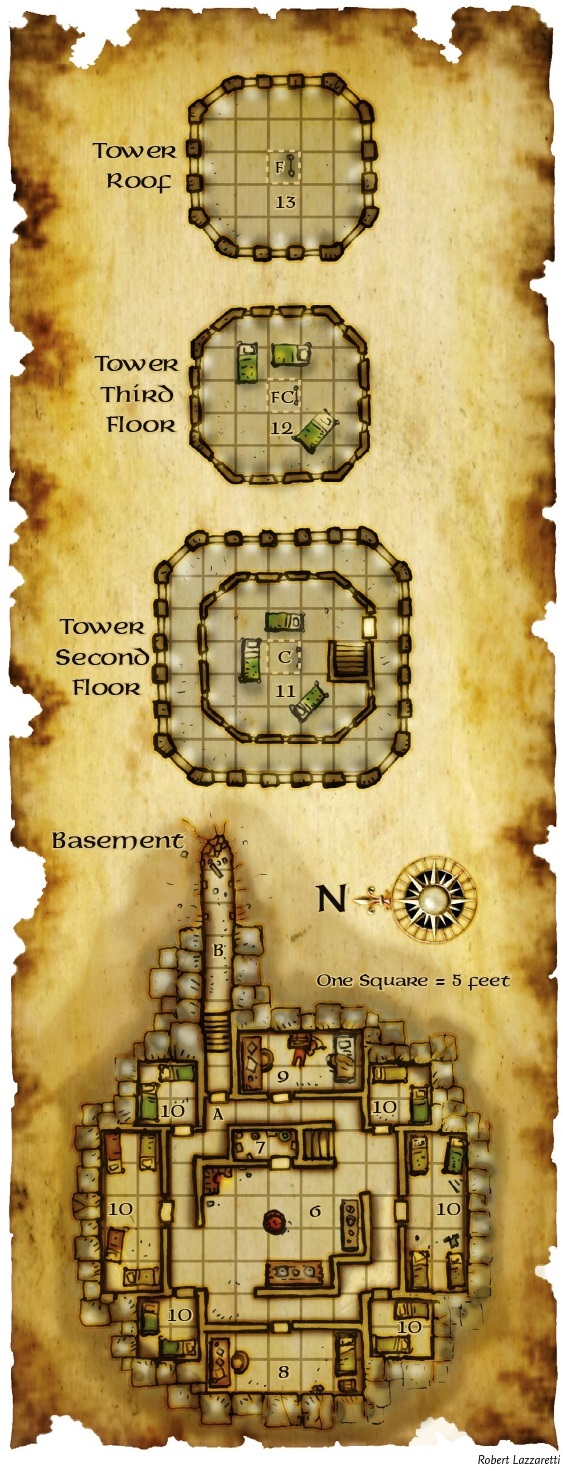 Tower
Roof
F
13
Tower
Third
Floor
FC
12
Tower
Second
Floor
C
11
Basement
N
B
One Square = 5 feet
9
10
A
10
7
10
6
10
10
10
8
Robert Lazzaretti